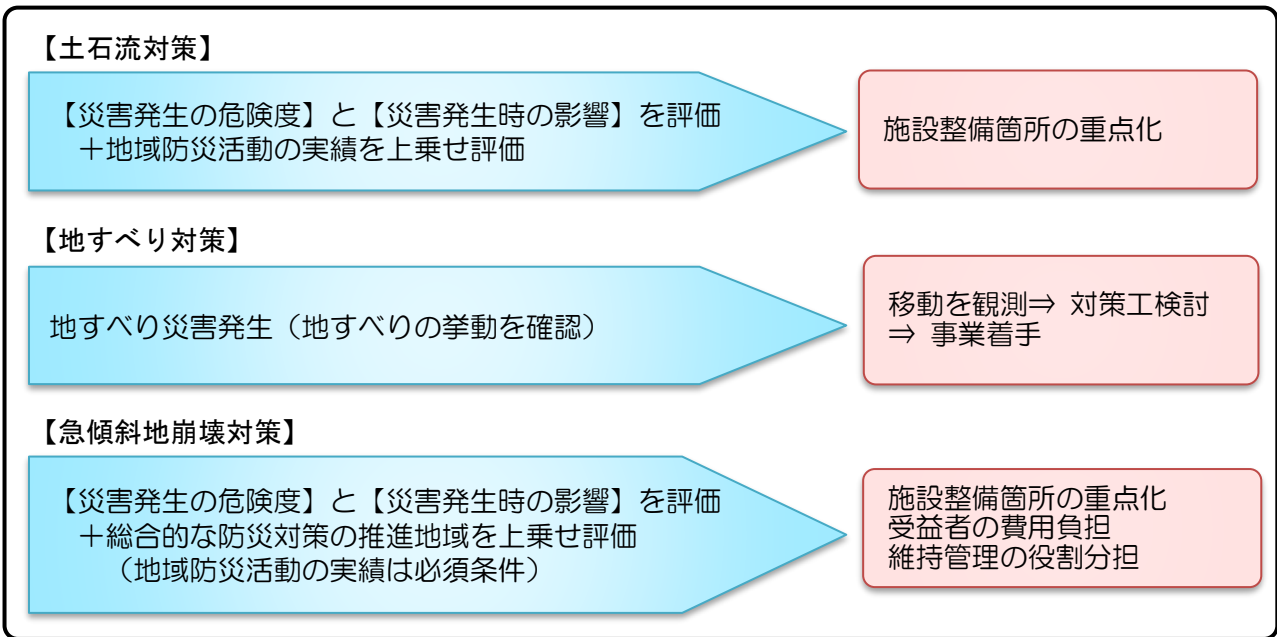 【土石流対策】
【災害発生の危険度】と【災害発生時の影響】を評価
＋地域防災活動の実績を上乗せ評価
施設整備箇所の重点化
【地すべり対策】
地すべり災害発生（地すべりの挙動を確認）
移動を観測⇒ 対策工検討
⇒ 事業着手
【急傾斜地崩壊対策】
【災害発生の危険度】と【災害発生時の影響】を評価
＋総合的な防災対策の推進地域を上乗せ評価
（地域防災活動の実績は必須条件）
施設整備箇所の重点化
受益者の費用負担
維持管理の役割分担